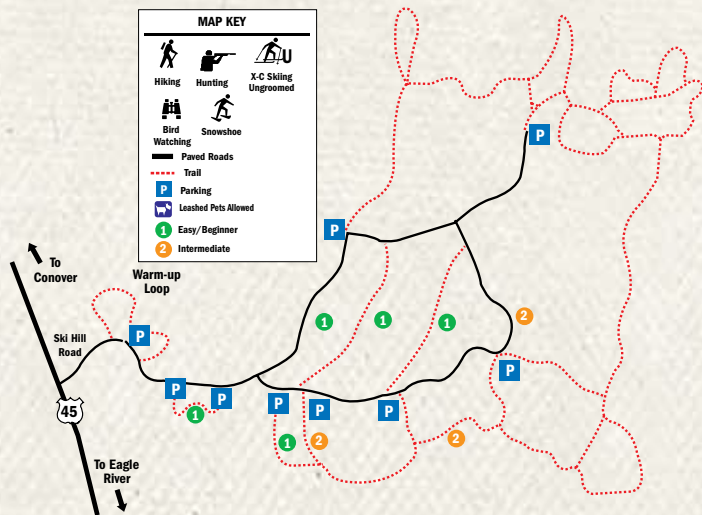 MAP KEY
U
Hiking
Hunting
X-C Skiing
Ungroomed
Bird
Watching
Snowshoe
Paved Roads
Trail
P
Parking
Leashed Pets Allowed
1
Easy/Beginner
2
Intermediate
P
P
To
Conover
Warm-up
Loop
Ski Hill
Road
P
1
1
1
2
P
P
P
P
P
P
45
1
1
2
2
To Eagle
River